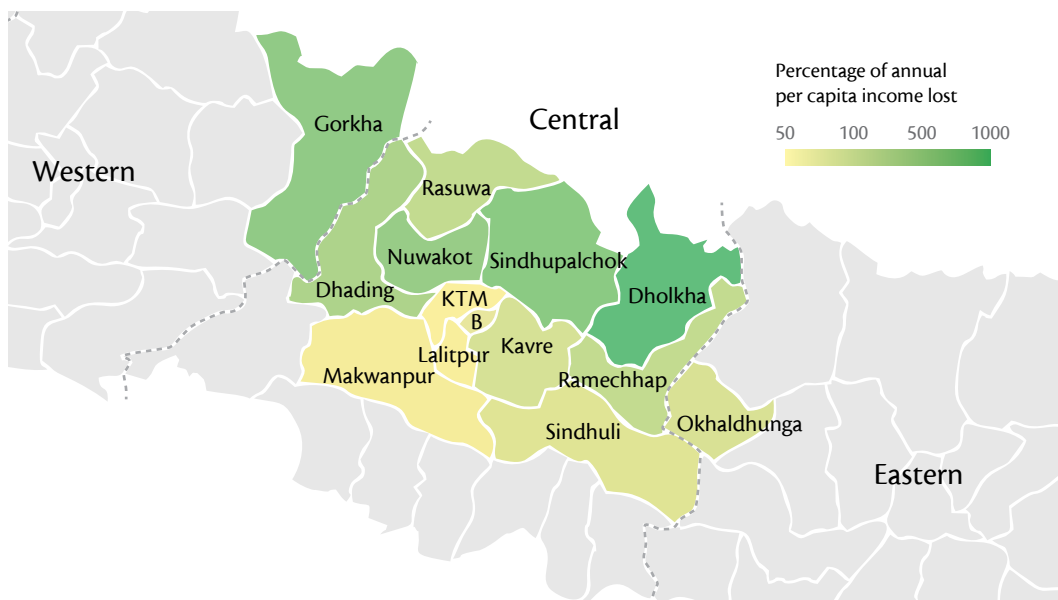 Percentage of annual
per capita income lost
50 100 500 1000
Central
Gorkha
Western
Rasuwa
Nuwakot
Sindhupalchok
Dhading
KTM
Dholkha
B
Kavre
Lalitpur
Makwanpur
Ramechhap
Okhaldhunga
Sindhuli
Eastern